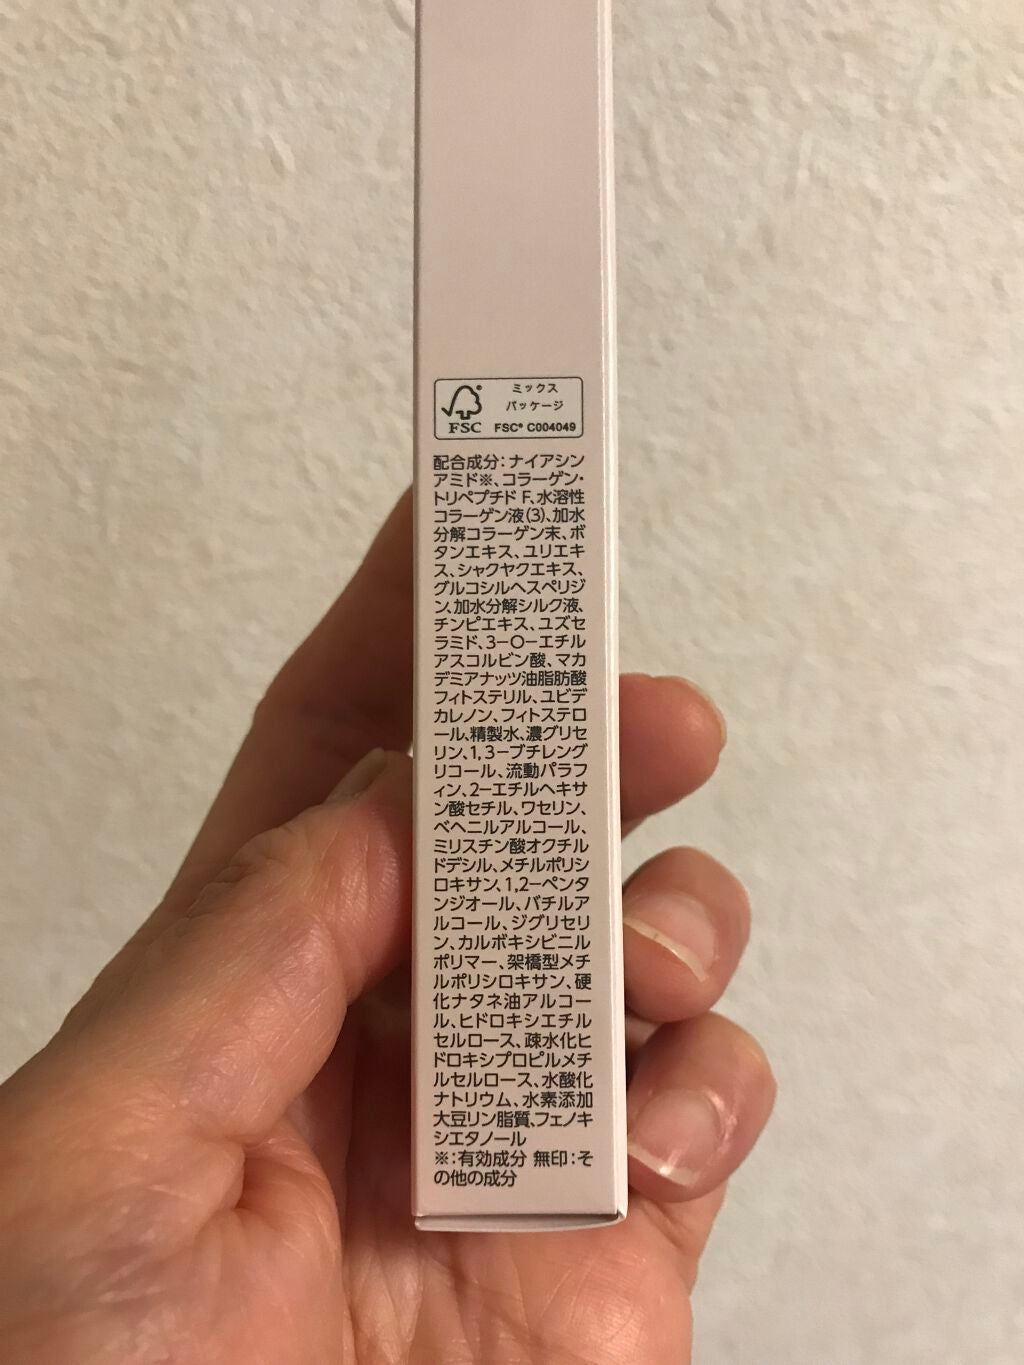 ミックス
パッケージ
FSC
FSC® C004049
配合成分:ナイアシン
アミド※、コラーゲン・
トリペプチド F、水溶性
コラーゲン液(3)、加水
分解コラーゲン末、ボ
タンエキス、ユリエキ
ス、シャクヤクエキス、
グルコシルヘスペリジ
ン、加水分解シルク液、
チンピエキス、ユズセ
ラミド、3-O-エチル
アスコルビン酸、マカ
デミアナッツ油脂肪酸
フィトステリル、ユビデ
カレノン、フィトステロ
ール、精製水、濃グリセ
リン、1,3-ブチレング
リコール、流動パラフ
ィン、2-エチルヘキサ
ン酸セチル、ワセリン、
ベヘニルアルコール、
ミリスチン酸オクチル
ドデシル、メチルポリシ
ロキサン、1,2-ペンタ
ンジオール、バチルア
ルコール、ジグリセリ
ン、カルボキシビニル
ポリマー、架橋型メチ
ルポリシロキサン、硬
化ナタネ油アルコー
ル、ヒドロキシエチル
セルロース、疎水化ヒ
ドロキシプロピルメチ
ルセルロース、水酸化
ナトリウム、水素添加
大豆リン脂質、フェノキ
シエタノール
※:有効成分 無印:そ
の他の成分